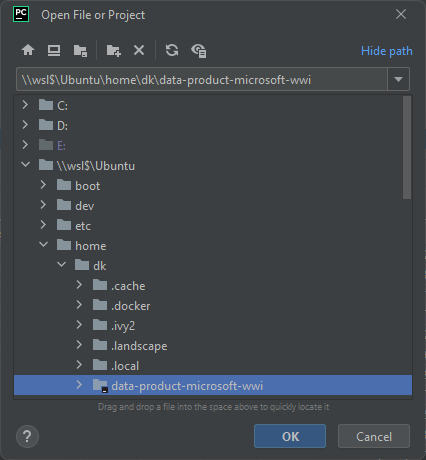 PC Open File or Project
Hide path
\\wsl$\Ubuntu\home\dk\data-product-microsoft-wwi
C:
D:
E:
\\wsl$\Ubuntu
boot
dev
etc
home
dk
.cache
.docker
.ivy2
.landscape
.local
data-product-microsoft-wwi
Drag and drop a file into the space above to quickly locate it
? OK Cancel